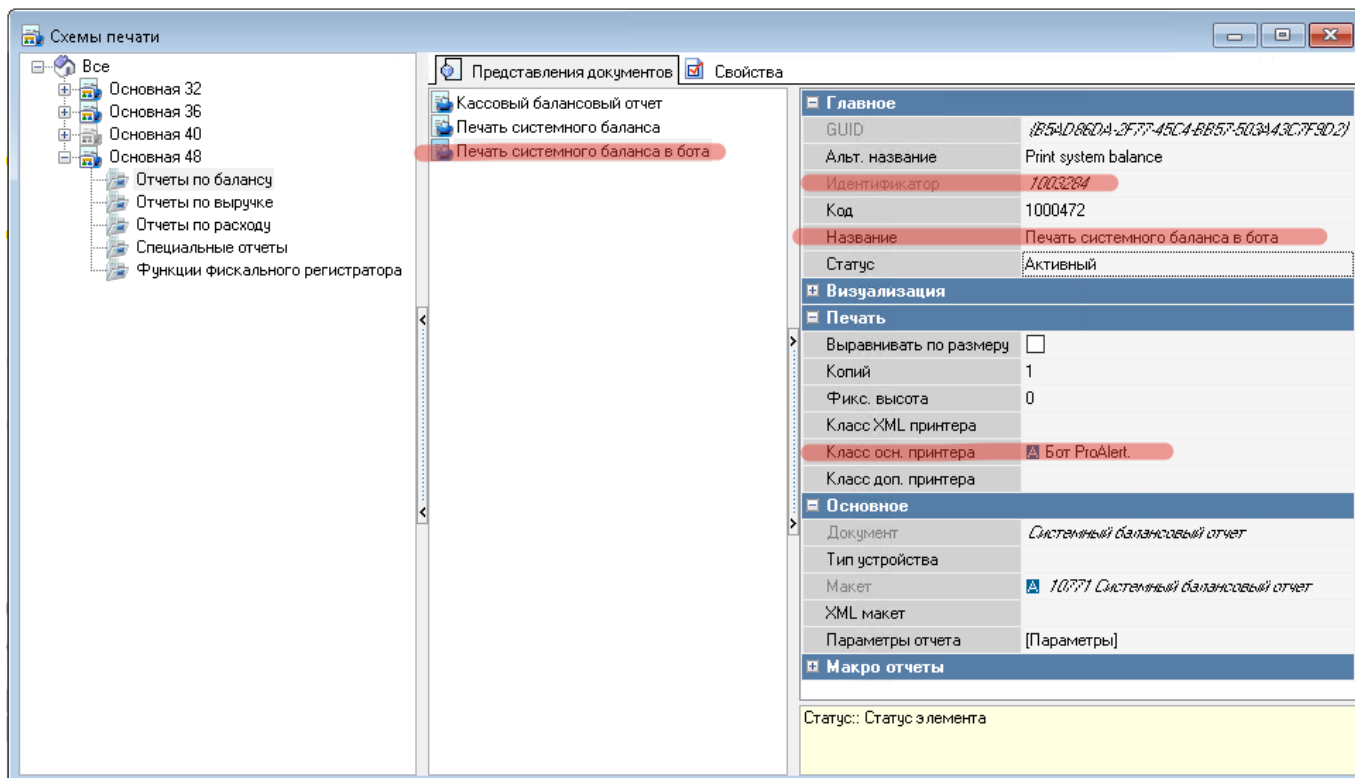 Схемы печати
Все
Основная 32
Основная 36
Основная 40
Основная 48
Отчеты по балансу
Отчеты по выручке
Отчеты по расходу
Специальные отчеты
Функции фискального регистратора
Представления документов
Свойства
Кассовый балансовый отчет
Печать системного баланса
Печать системного баланса в бота
Главное
GUID {B5AD86DA-2F77-45C4-BB57-503A43C7F9D2}
Альт. название Print system balance
Идентификатор 1003284
Код 1000472
Название Печать системного баланса в бота
Статус Активный
Визуализация
Печать
Выравнивать по размеру
Копий 1
Фикс. высота 0
Класс XML принтера
Класс осн. принтера Бот ProAlert.
Класс доп. принтера
Основное
Документ Системный балансовый отчет
Тип устройства
Макет 10771 Системный балансовый отчет
XML макет
Параметры отчета [Параметры]
Макро отчеты
Статус:: Статус элемента